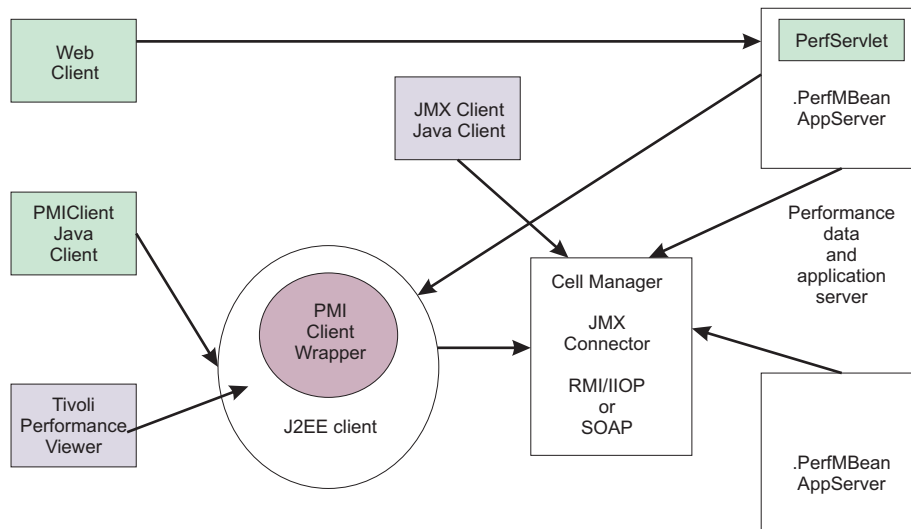 Web
Client
PerfServlet
.PerfMBean
AppServer
JMX Client
Java Client
PMIClient
Java
Client
Performance
data
and
application
server
Cell Manager
JMX
Connector
RMI/IIOP
or
SOAP
PMI
Client
Wrapper
J2EE client
Tivoli
Performance
Viewer
.PerfMBean
AppServer